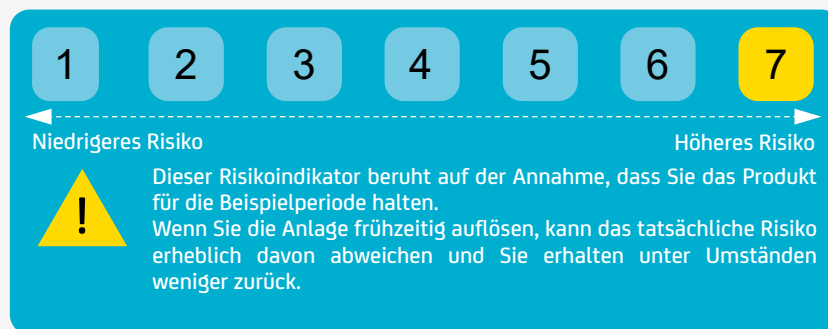 1 2 3 4 5 6 7
Niedrigeres Risiko Höheres Risiko
! Dieser Risikoindikator beruht auf der Annahme, dass Sie das Produkt
für die Beispielperiode halten.
Wenn Sie die Anlage frühzeitig auflösen, kann das tatsächliche Risiko
erheblich davon abweichen und Sie erhalten unter Umständen
weniger zurück.